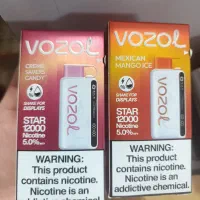 VOZOL
SHAKE FOR
DISPLAYS
STAR
12000
NICOTINE
5.0%
WARNING:
This product
contains nicotine.
Nicotine is an
addictive chemical.
VOZOL
MEXICAN
MANGO ICE
SHAKE FOR
DISPLAYS
STAR
12000
NICOTINE
5.0%
WARNING:
This product
contains nicotine.
Nicotine is an
addictive chemical.